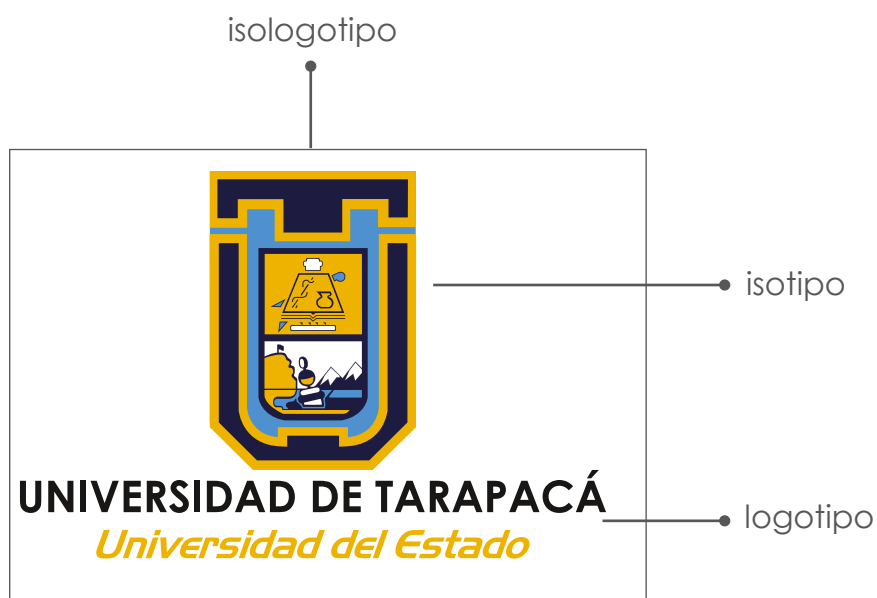 isologotipo
isotipo
UNIVERSIDAD DE TARAPACÁ
logotipo
Universidad del Estado